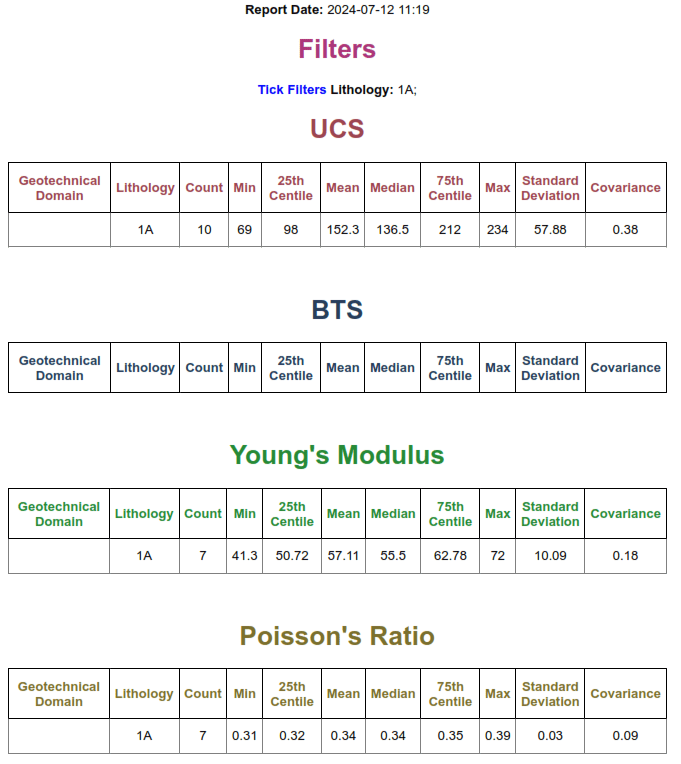 Report Date: 2024-07-12 11:19
Filters
Tick Filters Lithology: 1A;
UCS
Geotechnical Domain Lithology Count Min 25th Centile Mean Median 75th Centile Max Standard Deviation Covariance
1A 10 69 98 152.3 136.5 212 234 57.88 0.38
BTS
Geotechnical Domain Lithology Count Min 25th Centile Mean Median 75th Centile Max Standard Deviation Covariance
Young's Modulus
Geotechnical Domain Lithology Count Min 25th Centile Mean Median 75th Centile Max Standard Deviation Covariance
1A 7 41.3 50.72 57.11 55.5 62.78 72 10.09 0.18
Poisson's Ratio
Geotechnical Domain Lithology Count Min 25th Centile Mean Median 75th Centile Max Standard Deviation Covariance
1A 7 0.31 0.32 0.34 0.34 0.35 0.39 0.03 0.09